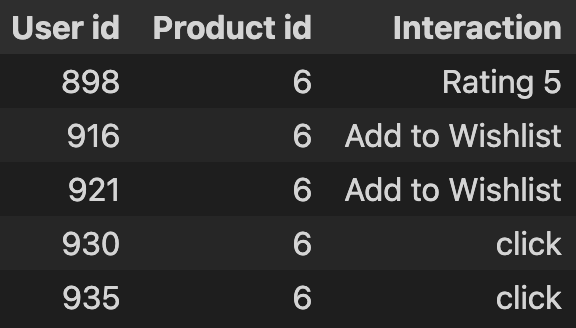 User id Product id Interaction
898 6 Rating 5
916 6 Add to Wishlist
921 6 Add to Wishlist
930 6 click
935 6 click